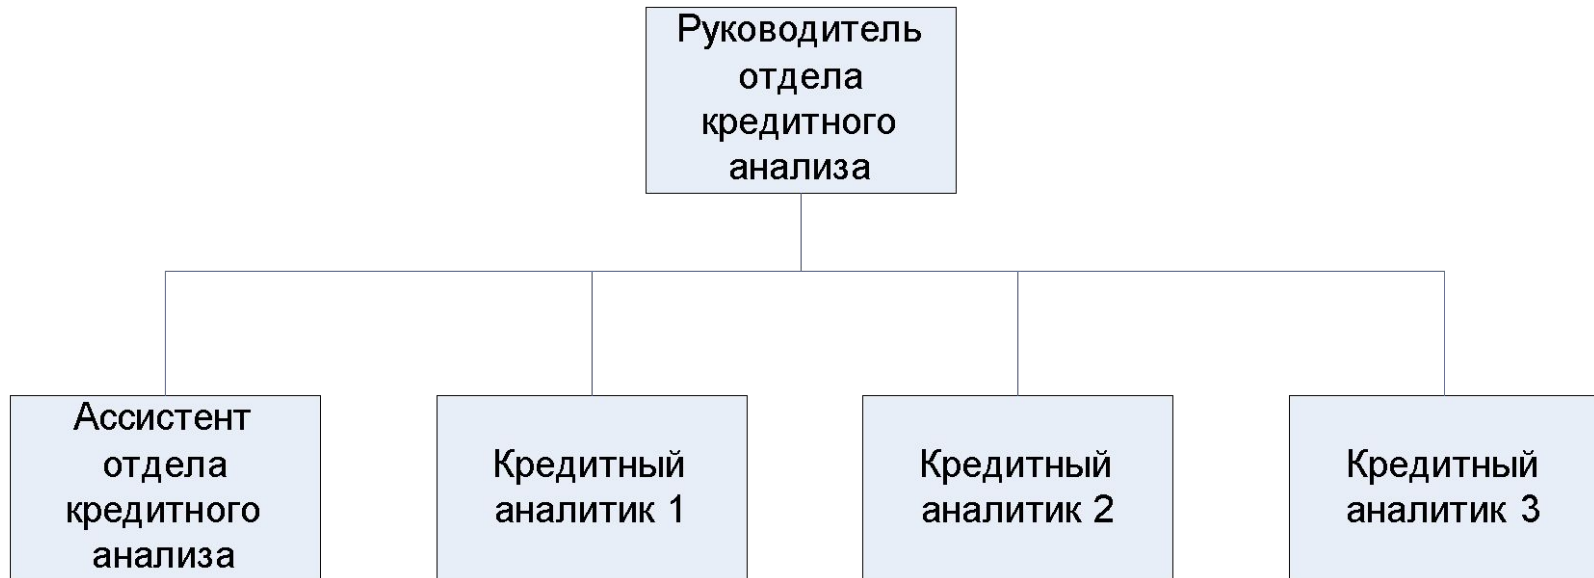 Руководитель
отдела
кредитного
анализа
Ассистент
отдела
кредитного
анализа
Кредитный
аналитик 1
Кредитный
аналитик 2
Кредитный
аналитик 3